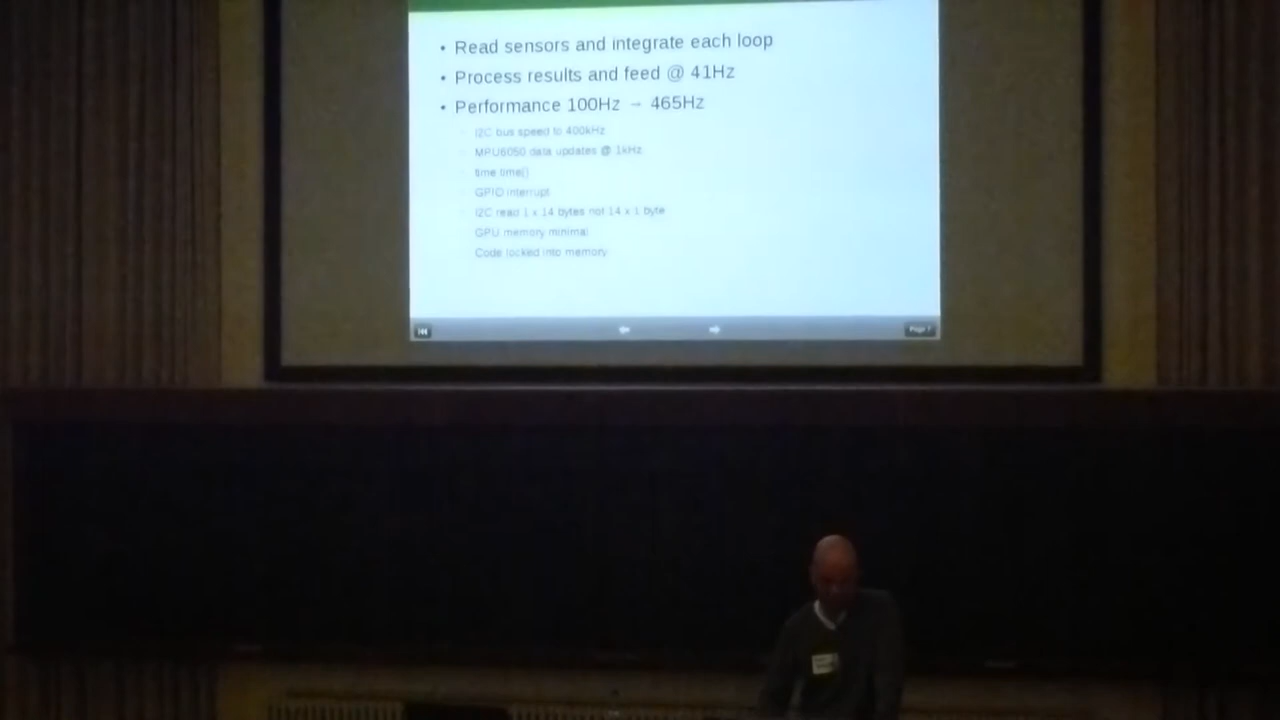 • Read sensors and integrate each loop
• Process results and feed @ 41Hz
• Performance 100Hz → 465Hz
I2C bus speed to 400kHz
MPU6050 data updates @ 1kHz
time.time()
GPIO interrupt
I2C read 1 x 14 bytes not 14 x 1 byte
GPU memory minimal
Code locked into memory
Page 7